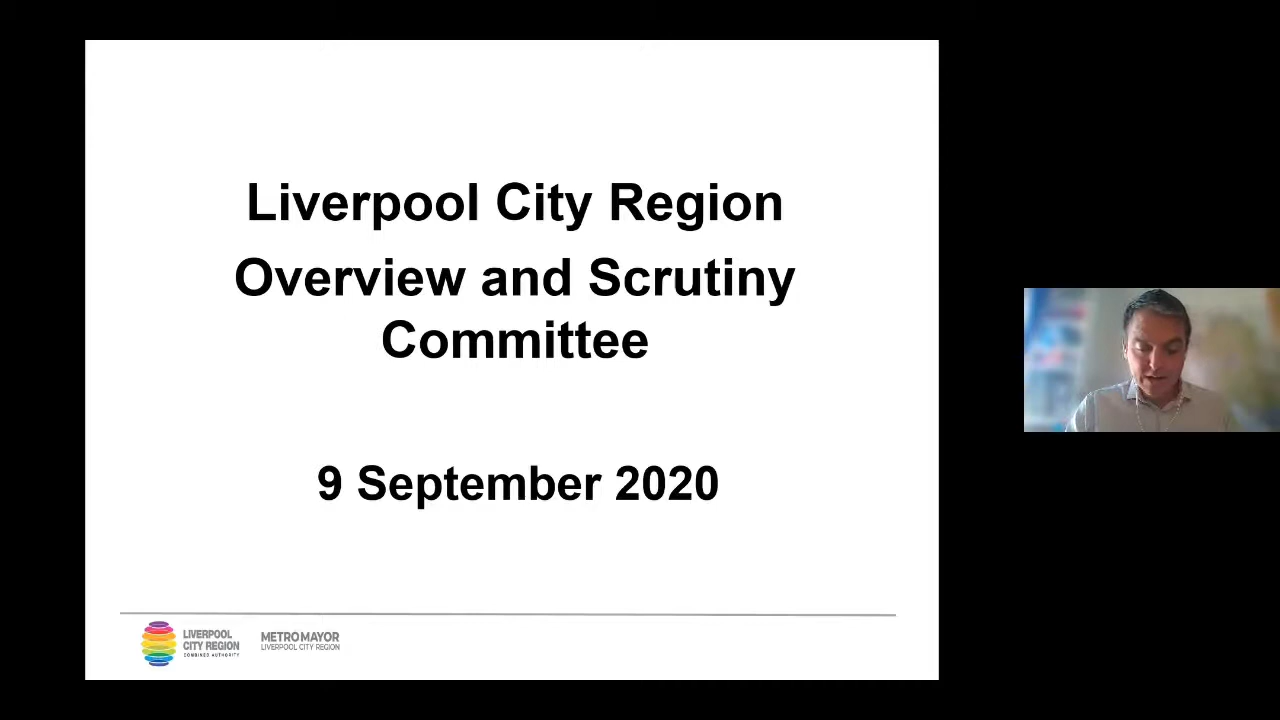 Liverpool City Region
Overview and Scrutiny
Committee
9 September 2020
LIVERPOOL
CITY REGION
COMBINED AUTHORITY
METRO MAYOR
LIVERPOOL CITY REGION